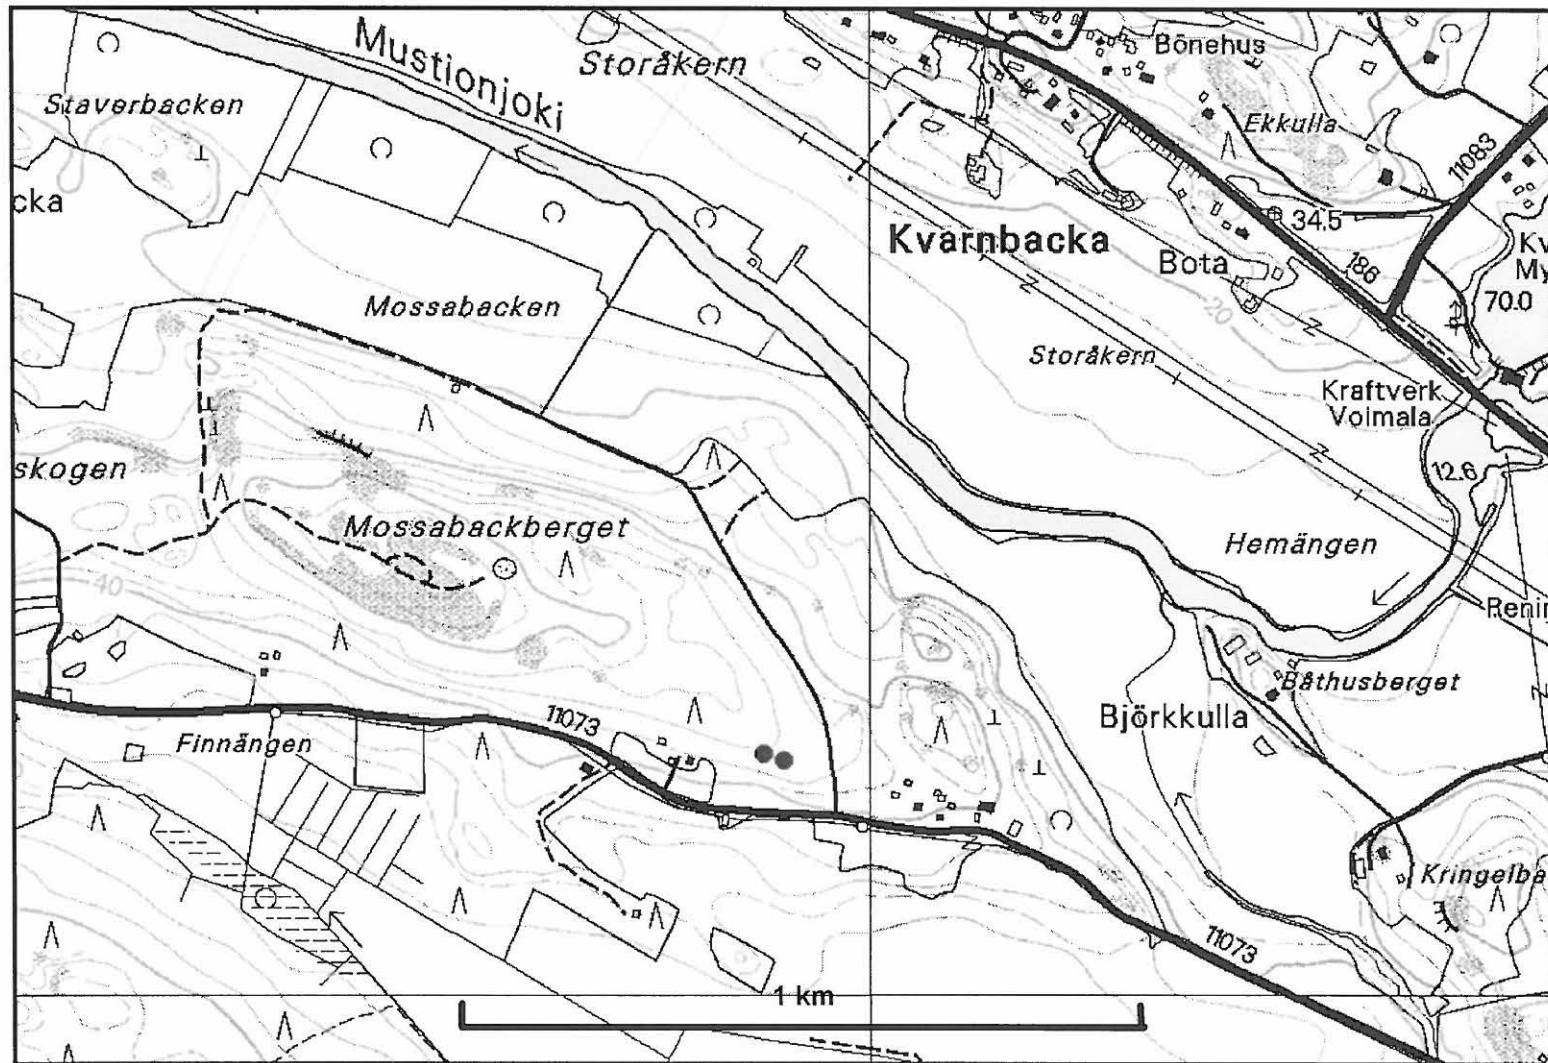 Mustionjoki
Storåkern
Bönehus
Staverbacken
Ekkulla
11083
cka
34.5
Kvarnbacka
Bota
186
Kv
My
70.0
Mossabacken
Storåkern
Kraftverk
Voimala
skogen
12.6
Mossabackberget
Hemängen
40
20
Renin
Båthusberget
Björkkulla
11073
Finnängen
Kringelba
11073
1 km